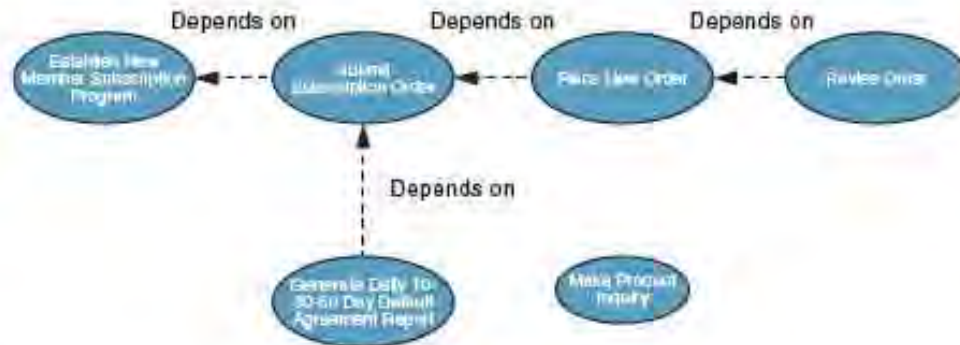 Depends on
Depends on
Depends on
Establish New
Member Subscription
Program
Submit
Subscription Order
Place New Order
Revise Order
Depends on
Generate Daily 10-
30-60 Day Default
Agreement Report
Make Product
Inquiry